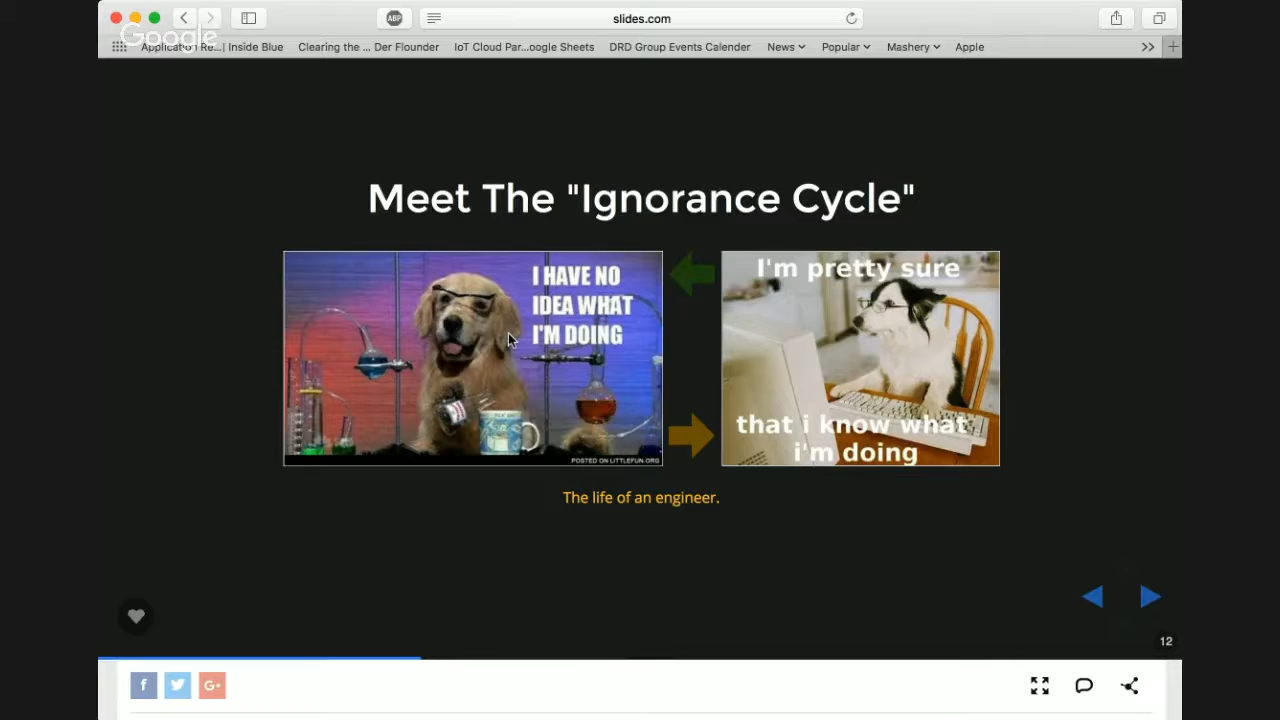 slides.com
Google
Application Re...| Inside Blue
Clearing the ... Der Flounder
IoT Cloud Par...oogle Sheets
DRD Group Events Calender
News
Popular
Mashery
Apple
Meet The "Ignorance Cycle"
I HAVE NO
IDEA WHAT
I'M DOING
POSTED ON LITTLEFUN.ORG
I'm pretty sure
that i know what
i'm doing
The life of an engineer.
12
f
G+